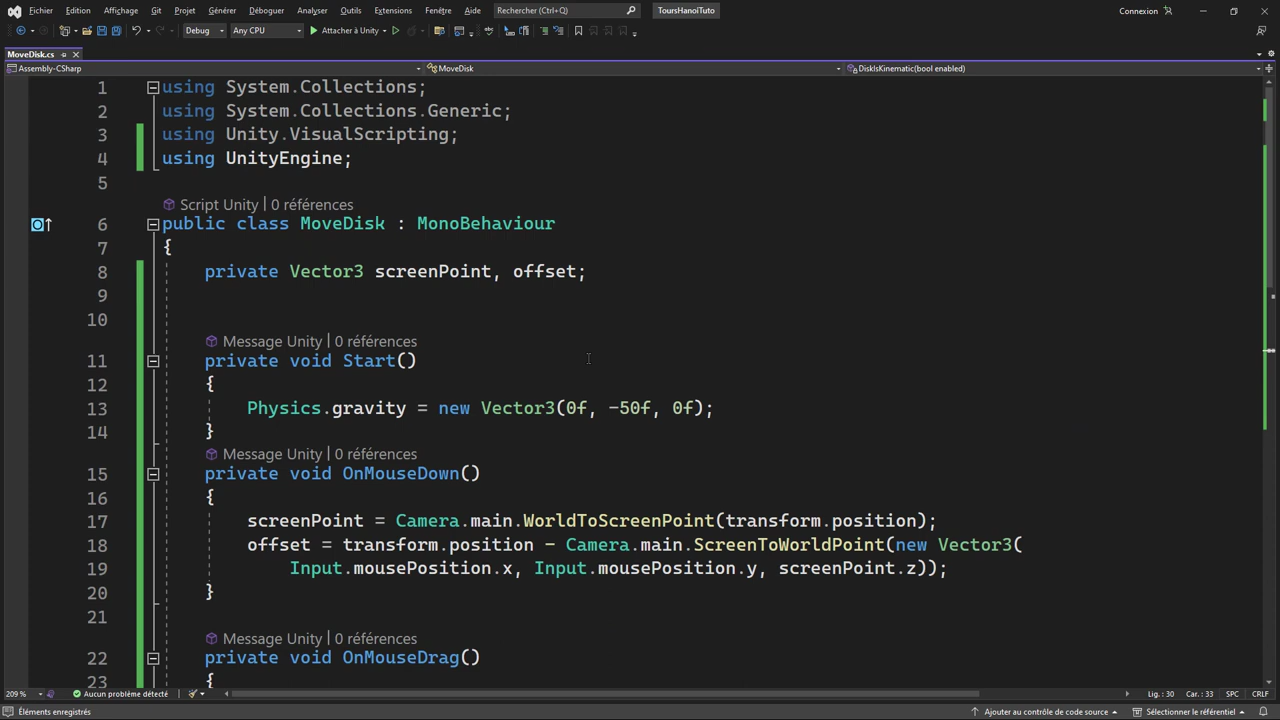 Fichier Edition Affichage Git Projet Générer Déboguer Analyser Outils Extensions Fenêtre Aide Rechercher (Ctrl+Q) ToursHanoiTuto Connexion
Debug Any CPU Attacher à Unity
MoveDisk.cs
Assembly-CSharp MoveDisk DiskIsKinematic(bool enabled)
1 using System.Collections;
2 using System.Collections.Generic;
3 using Unity.VisualScripting;
4 using UnityEngine;
5
Script Unity | 0 références
6 public class MoveDisk : MonoBehaviour
7 {
8 private Vector3 screenPoint, offset;
9
10
Message Unity | 0 références
11 private void Start()
12 {
13 Physics.gravity = new Vector3(0f, -50f, 0f);
14 }
Message Unity | 0 références
15 private void OnMouseDown()
16 {
17 screenPoint = Camera.main.WorldToScreenPoint(transform.position);
18 offset = transform.position - Camera.main.ScreenToWorldPoint(new Vector3(
19 Input.mousePosition.x, Input.mousePosition.y, screenPoint.z));
20 }
21
Message Unity | 0 références
22 private void OnMouseDrag()
23 {
209 % Aucun problème détecté Lig. : 30 Car. : 33 SPC CRLF
Éléments enregistrés Ajouter au contrôle de code source Sélectionner le référentiel